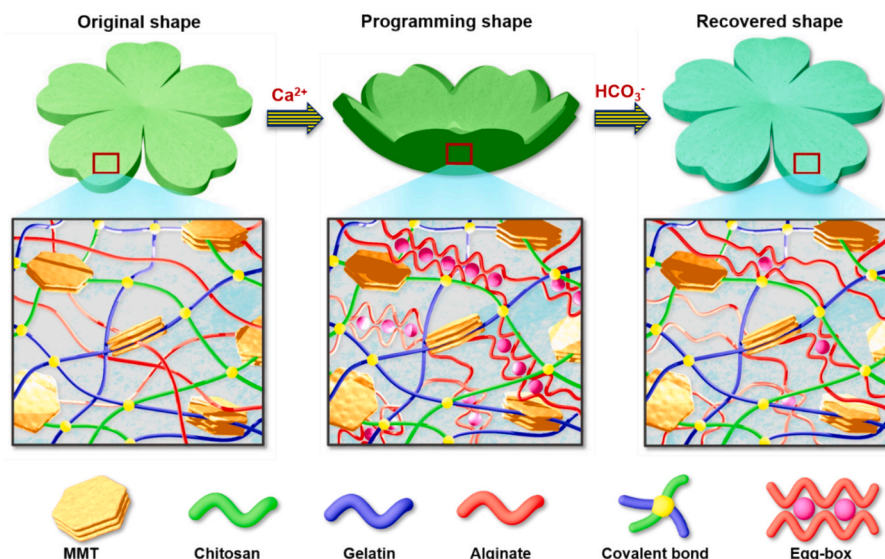 Original shape
Programming shape
Recovered shape
Ca²⁺
HCO₃⁻
MMT
Chitosan
Gelatin
Alginate
Covalent bond
Egg-box